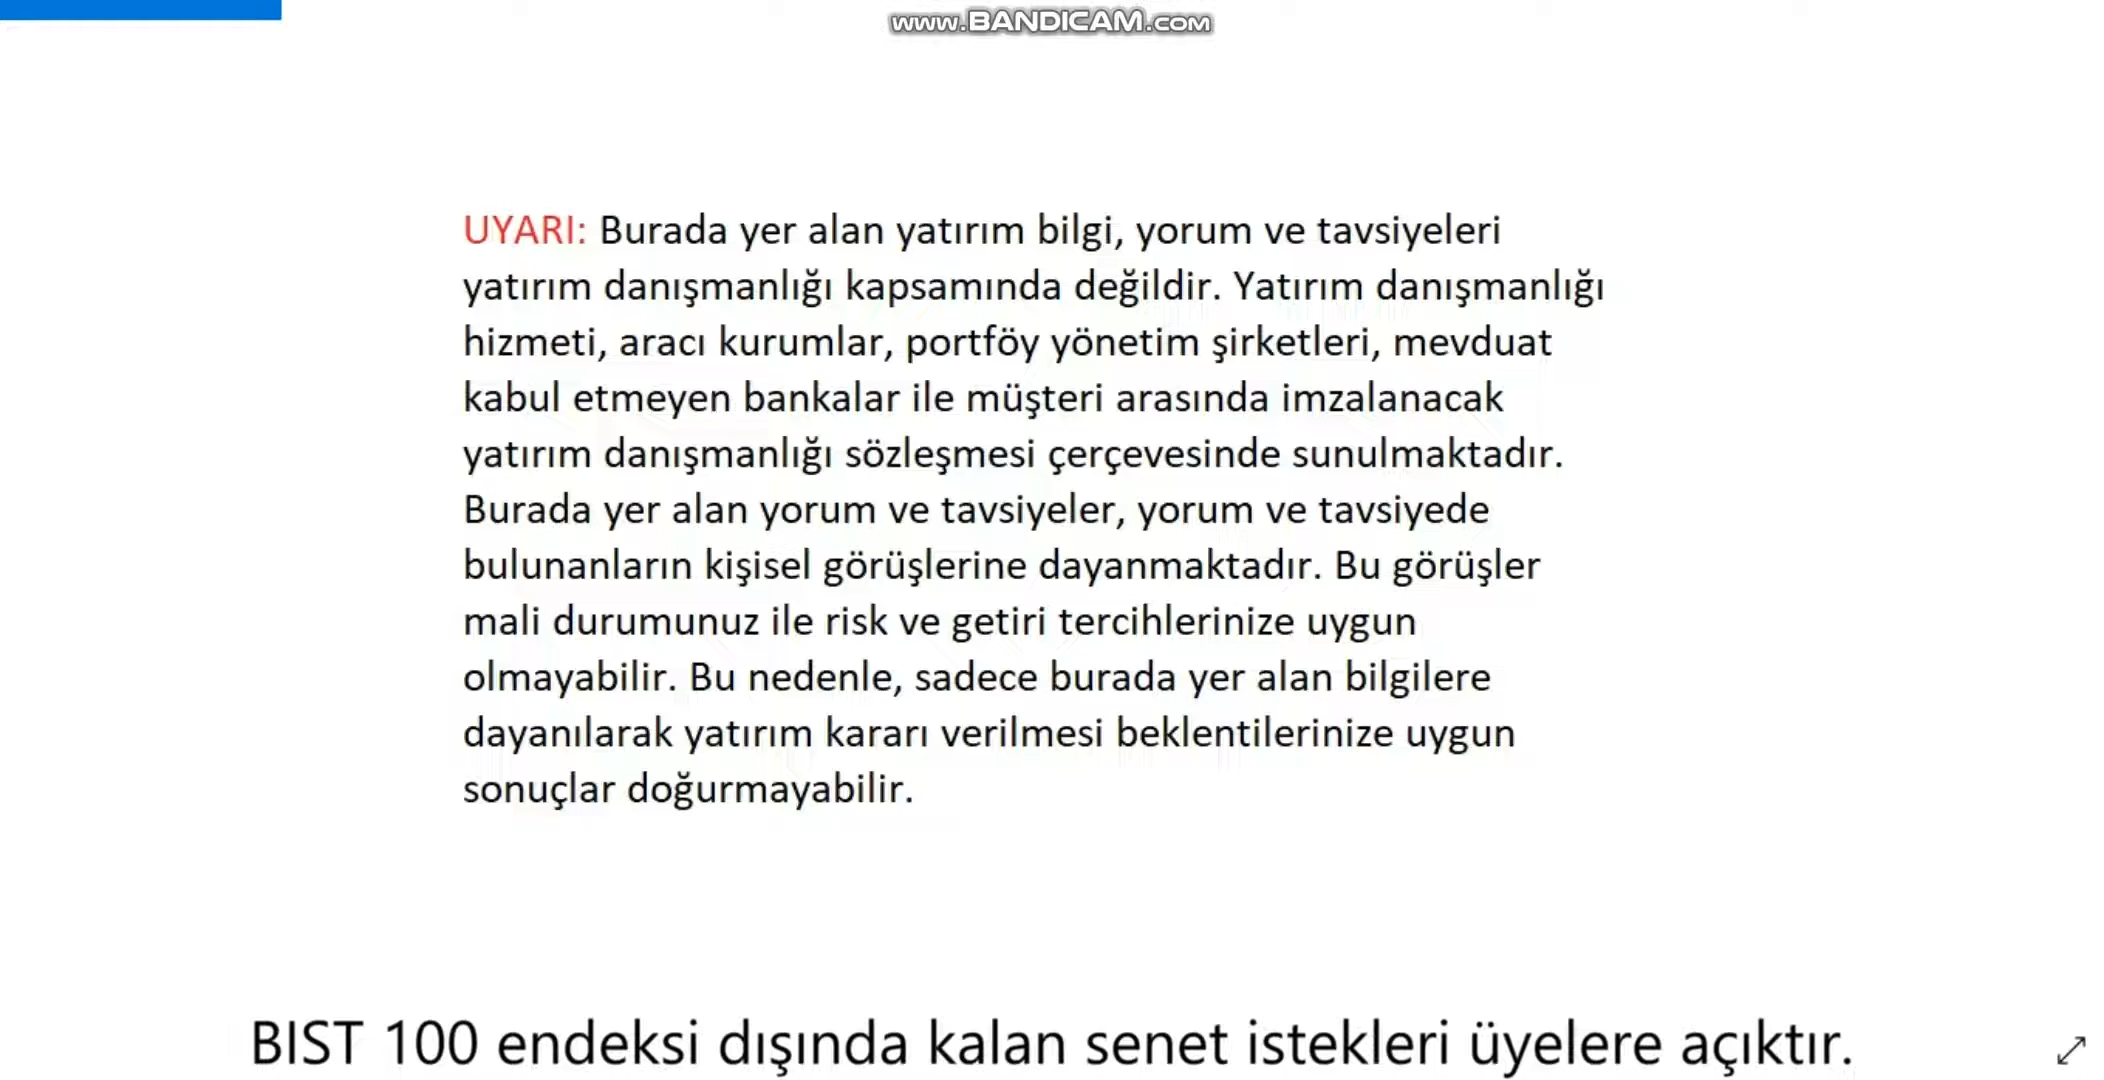 www.BANDICAM.com
UYARI: Burada yer alan yatırım bilgi, yorum ve tavsiyeleri
yatırım danışmanlığı kapsamında değildir. Yatırım danışmanlığı
hizmeti, aracı kurumlar, portföy yönetim şirketleri, mevduat
kabul etmeyen bankalar ile müşteri arasında imzalanacak
yatırım danışmanlığı sözleşmesi çerçevesinde sunulmaktadır.
Burada yer alan yorum ve tavsiyeler, yorum ve tavsiyede
bulunanların kişisel görüşlerine dayanmaktadır. Bu görüşler
mali durumunuz ile risk ve getiri tercihlerinize uygun
olmayabilir. Bu nedenle, sadece burada yer alan bilgilere
dayanılarak yatırım kararı verilmesi beklentilerinize uygun
sonuçlar doğurmayabilir.
BIST 100 endeksi dışında kalan senet istekleri üyelere açıktır.